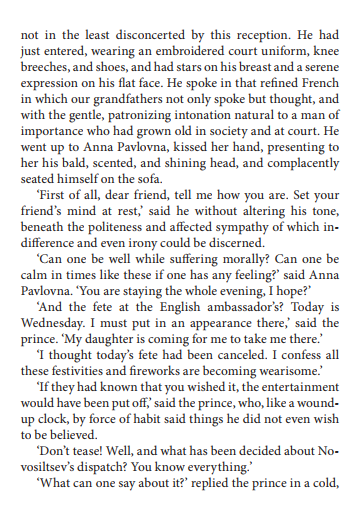 not in the least disconcerted by this reception. He had
just entered, wearing an embroidered court uniform, knee
breeches, and shoes, and had stars on his breast and a serene
expression on his flat face. He spoke in that refined French
in which our grandfathers not only spoke but thought, and
with the gentle, patronizing intonation natural to a man of
importance who had grown old in society and at court. He
went up to Anna Pavlovna, kissed her hand, presenting to
her his bald, scented, and shining head, and complacently
seated himself on the sofa.
‘First of all, dear friend, tell me how you are. Set your
friend’s mind at rest,’ said he without altering his tone,
beneath the politeness and affected sympathy of which in-
difference and even irony could be discerned.
‘Can one be well while suffering morally? Can one be
calm in times like these if one has any feeling?’ said Anna
Pavlovna. ‘You are staying the whole evening, I hope?’
‘And the fete at the English ambassador’s? Today is
Wednesday. I must put in an appearance there,’ said the
prince. ‘My daughter is coming for me to take me there.’
‘I thought today’s fete had been canceled. I confess all
these festivities and fireworks are becoming wearisome.’
‘If they had known that you wished it, the entertainment
would have been put off,’ said the prince, who, like a wound-
up clock, by force of habit said things he did not even wish
to be believed.
‘Don’t tease! Well, and what has been decided about No-
vosiltsev’s dispatch? You know everything.’
‘What can one say about it?’ replied the prince in a cold,